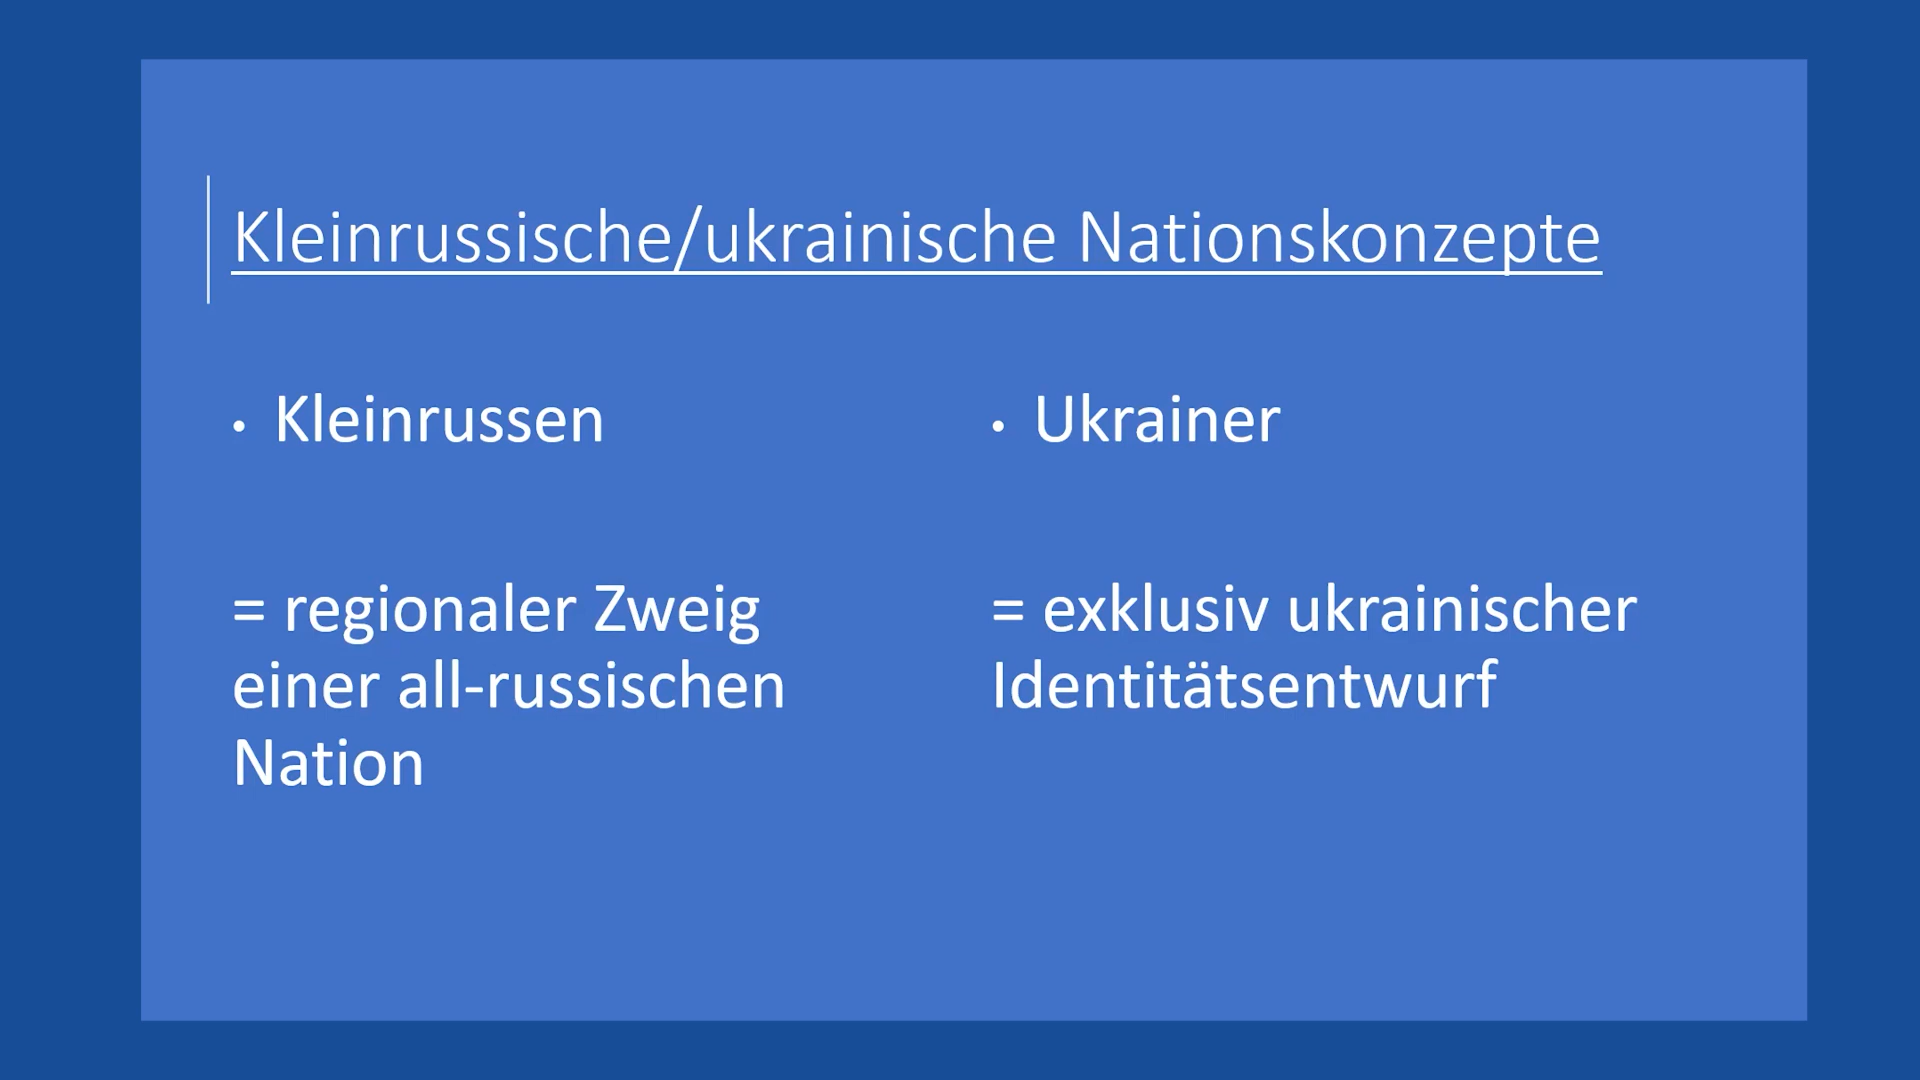 Kleinrussische/ukrainische Nationskonzepte
• Kleinrussen
= regionaler Zweig
einer all-russischen
Nation
• Ukrainer
= exklusiv ukrainischer
Identitätsentwurf